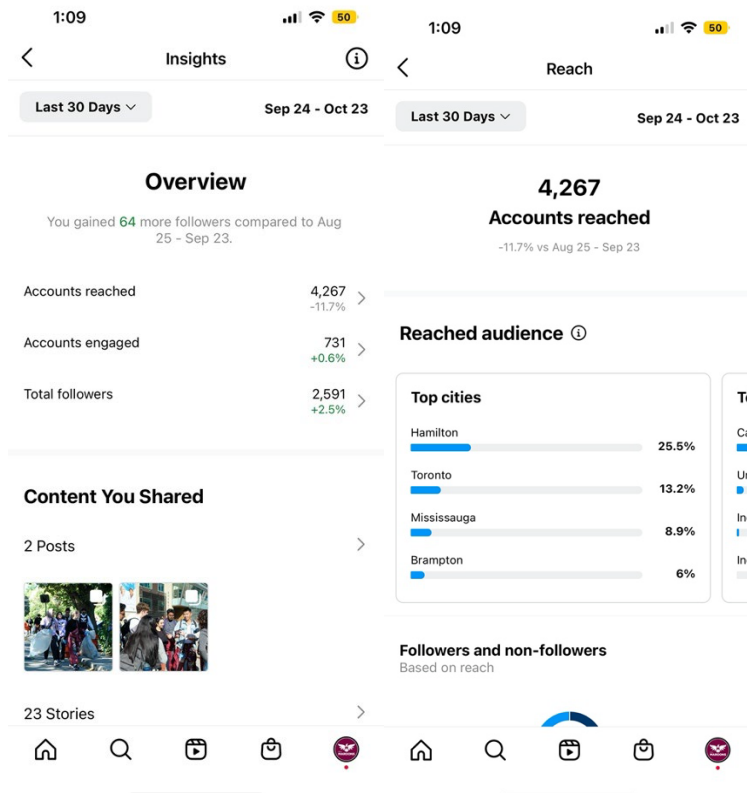 1:09
50
Insights
Last 30 Days
Sep 24 - Oct 23
Overview
You gained 64 more followers compared to Aug
25 - Sep 23.
Accounts reached
4,267
-11.7%
Accounts engaged
731
+0.6%
Total followers
2,591
+2.5%
Content You Shared
2 Posts
23 Stories
1:09
50
Reach
Last 30 Days
Sep 24 - Oct 23
4,267
Accounts reached
-11.7% vs Aug 25 - Sep 23
Reached audience
Top cities
Hamilton
25.5%
Toronto
13.2%
Mississauga
8.9%
Brampton
6%
Followers and non-followers
Based on reach